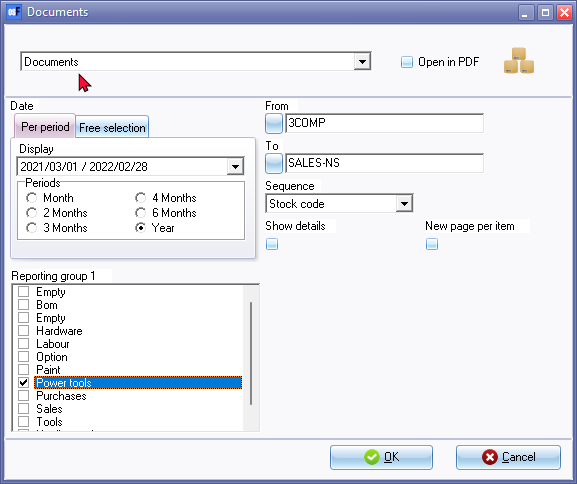 Documents
Documents
Open in PDF
Date
Per period
Free selection
Display
2021/03/01 / 2022/02/28
Periods
Month
4 Months
2 Months
6 Months
3 Months
Year
From
3COMP
To
SALES-NS
Sequence
Stock code
Show details
New page per item
Reporting group 1
Empty
Bom
Empty
Hardware
Labour
Option
Paint
Power tools
Purchases
Sales
Tools
OK
Cancel